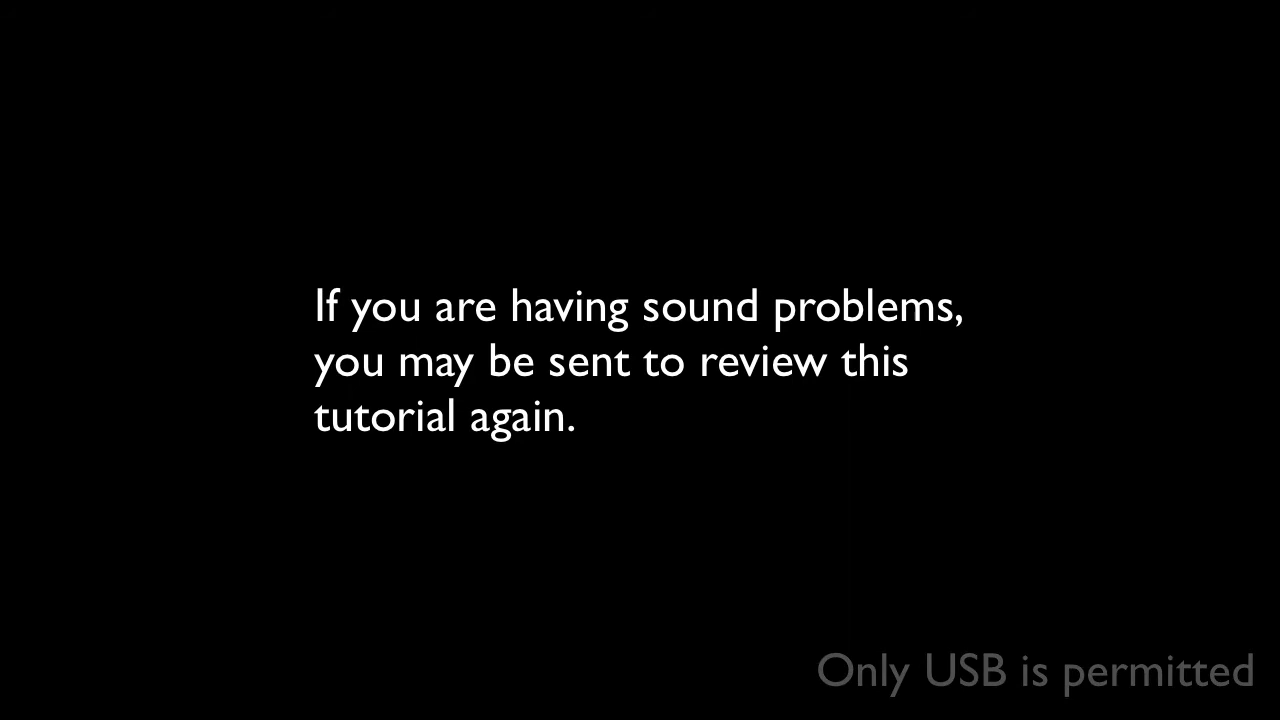 If you are having sound problems,
you may be sent to review this
tutorial again.
Only USB is permitted